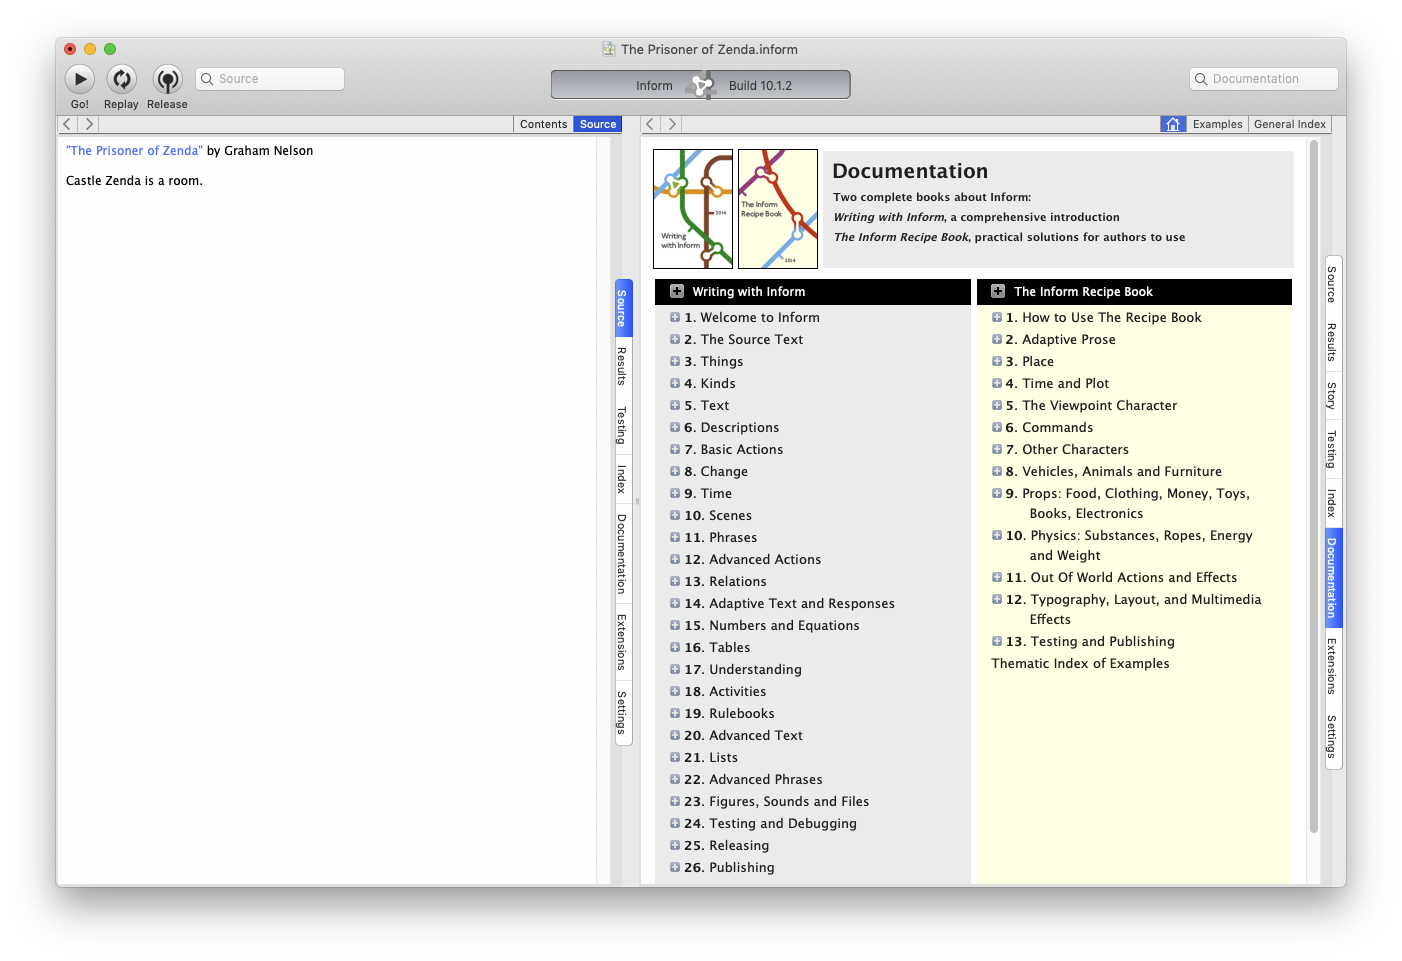 The Prisoner of Zenda.inform
Go!
Replay
Release
Source
Inform
Build 10.1.2
Documentation
Contents
Source
Examples
General Index
"The Prisoner of Zenda" by Graham Nelson
Castle Zenda is a room.
Source
Results
Testing
Index
Documentation
Extensions
Settings
2014
Writing
with Inform
The Inform
Recipe Book
2014
Documentation
Two complete books about Inform:
Writing with Inform, a comprehensive introduction
The Inform Recipe Book, practical solutions for authors to use
Writing with Inform
1. Welcome to Inform
2. The Source Text
3. Things
4. Kinds
5. Text
6. Descriptions
7. Basic Actions
8. Change
9. Time
10. Scenes
11. Phrases
12. Advanced Actions
13. Relations
14. Adaptive Text and Responses
15. Numbers and Equations
16. Tables
17. Understanding
18. Activities
19. Rulebooks
20. Advanced Text
21. Lists
22. Advanced Phrases
23. Figures, Sounds and Files
24. Testing and Debugging
25. Releasing
26. Publishing
The Inform Recipe Book
1. How to Use The Recipe Book
2. Adaptive Prose
3. Place
4. Time and Plot
5. The Viewpoint Character
6. Commands
7. Other Characters
8. Vehicles, Animals and Furniture
9. Props: Food, Clothing, Money, Toys,
Books, Electronics
10. Physics: Substances, Ropes, Energy
and Weight
11. Out Of World Actions and Effects
12. Typography, Layout, and Multimedia
Effects
13. Testing and Publishing
Thematic Index of Examples
Source
Results
Story
Testing
Index
Documentation
Extensions
Settings